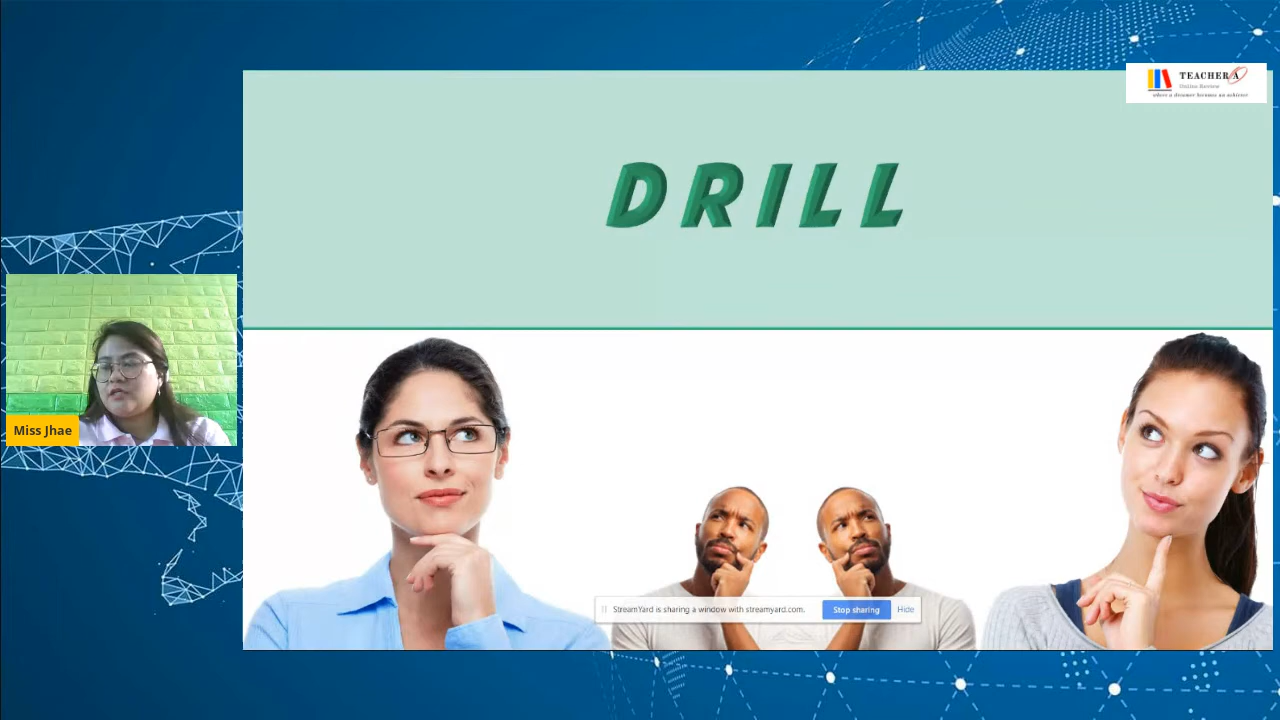 TEACHER A
Online Review
where a dreamer becomes an achiever
DRILL
Miss Jhae
StreamYard is sharing a window with streamyard.com.
Stop sharing
Hide